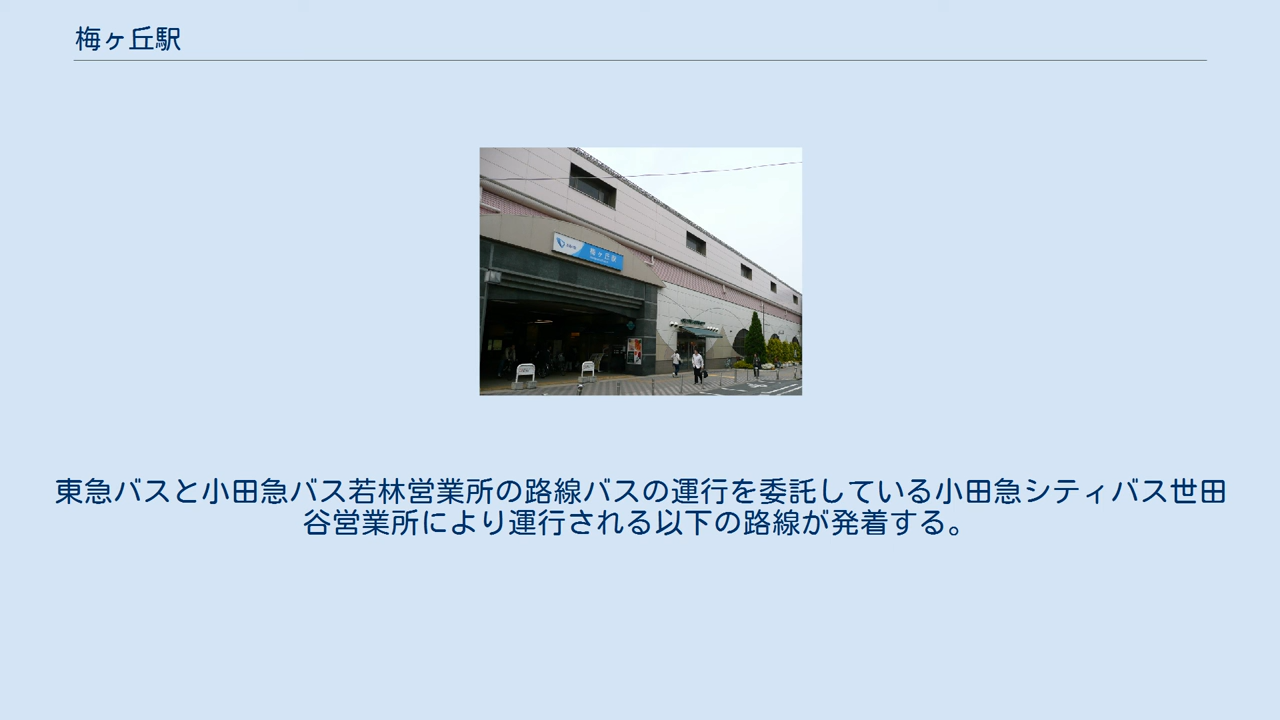 梅ヶ丘駅
梅ヶ丘駅
東急バスと小田急バス若林営業所の路線バスの運行を委託している小田急シティバス世田
谷営業所により運行される以下の路線が発着する。